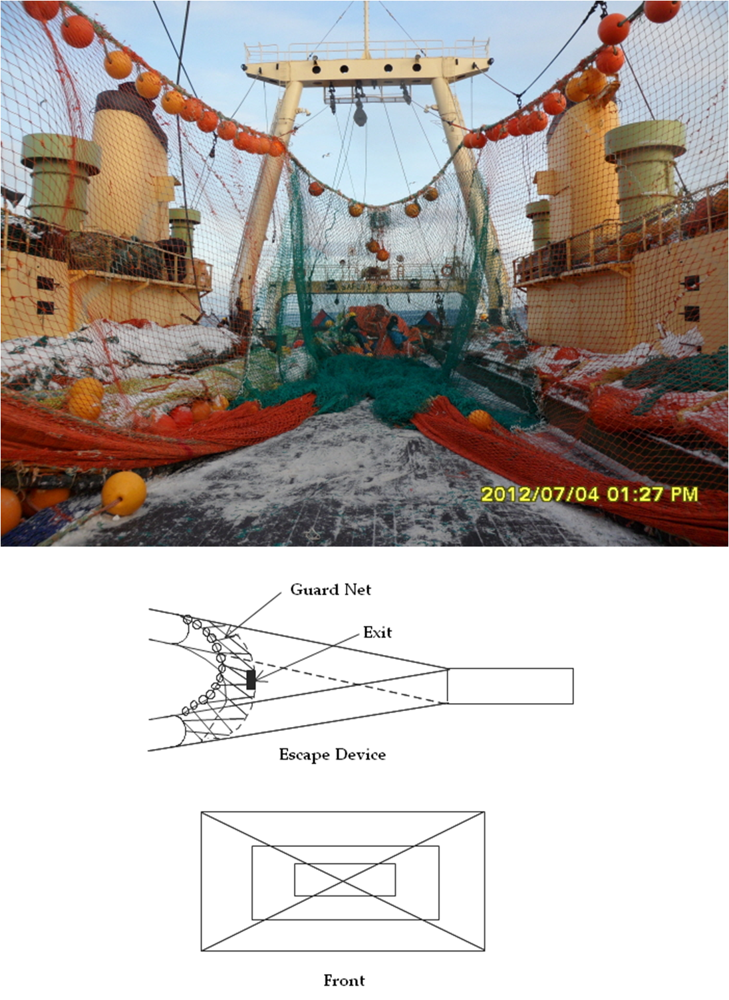 2012/07/04 01:27 PM
Guard Net
Exit
Escape Device
Front